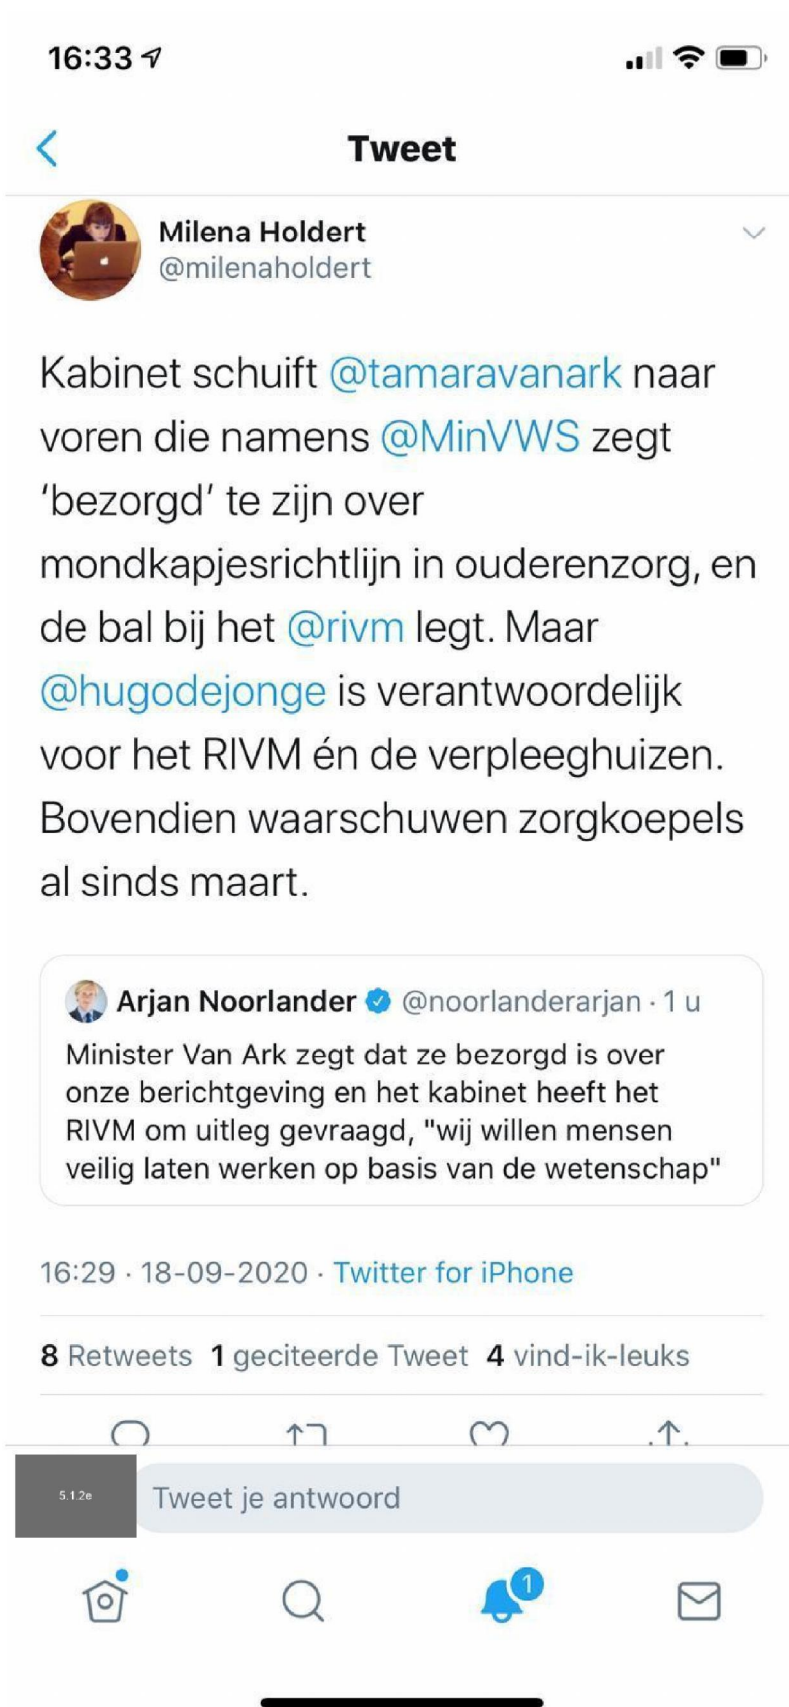 16:33
Tweet
Milena Holdert
@milenaholdert
Kabinet schuift @tamaravanark naar
voren die namens @MinVWS zegt
‘bezorgd’ te zijn over
mondkapjesrichtlijn in ouderenzorg, en
de bal bij het @rivm legt. Maar
@hugodejonge is verantwoordelijk
voor het RIVM én de verpleeghuizen.
Bovendien waarschuwen zorgkoepels
al sinds maart.
Arjan Noorlander @noorlanderarjan · 1 u
Minister Van Ark zegt dat ze bezorgd is over
onze berichtgeving en het kabinet heeft het
RIVM om uitleg gevraagd, "wij willen mensen
veilig laten werken op basis van de wetenschap"
16:29 · 18-09-2020 · Twitter for iPhone
8 Retweets 1 geciteerde Tweet 4 vind-ik-leuks
5.1.2e
Tweet je antwoord
1